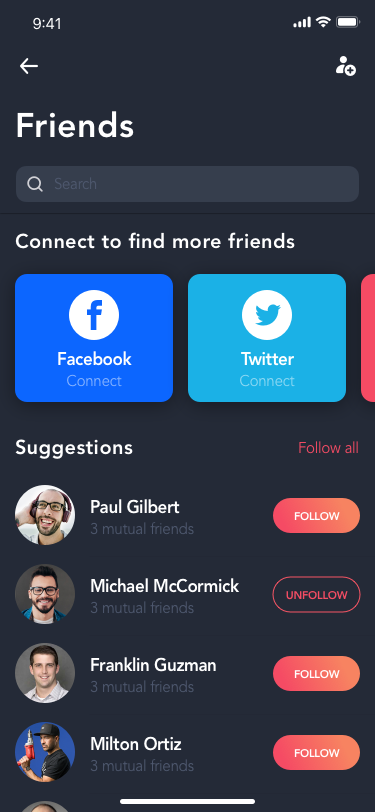 9:41
Friends
Search
Connect to find more friends
Facebook
Connect
Twitter
Connect
Suggestions
Follow all
Paul Gilbert
3 mutual friends
FOLLOW
Michael McCormick
3 mutual friends
UNFOLLOW
Franklin Guzman
3 mutual friends
FOLLOW
Milton Ortiz
3 mutual friends
FOLLOW